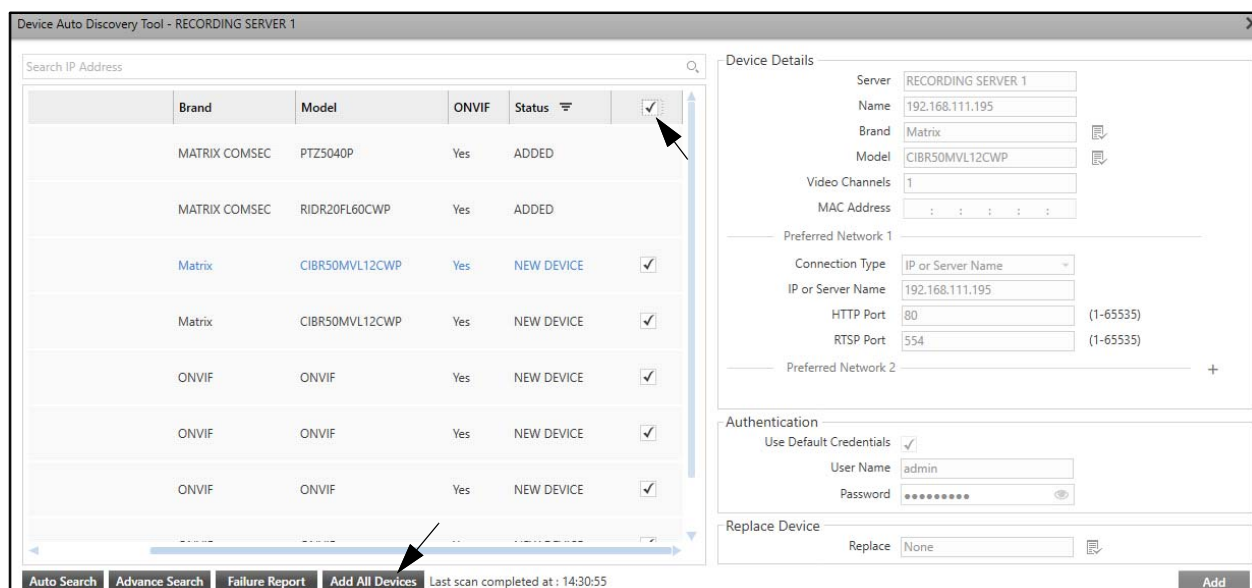 Device Auto Discovery Tool - RECORDING SERVER 1
Search IP Address
Brand Model ONVIF Status
MATRIX COMSEC PTZ5040P Yes ADDED
MATRIX COMSEC RIDR20FL60CWP Yes ADDED
Matrix CIBR50MVL12CWP Yes NEW DEVICE
Matrix CIBR50MVL12CWP Yes NEW DEVICE
ONVIF ONVIF Yes NEW DEVICE
ONVIF ONVIF Yes NEW DEVICE
ONVIF ONVIF Yes NEW DEVICE
Auto Search Advance Search Failure Report Add All Devices Last scan completed at : 14:30:55
Device Details
Server RECORDING SERVER 1
Name 192.168.111.195
Brand Matrix
Model CIBR50MVL12CWP
Video Channels 1
MAC Address : : : : :
Preferred Network 1
Connection Type IP or Server Name
IP or Server Name 192.168.111.195
HTTP Port 80 (1-65535)
RTSP Port 554 (1-65535)
Preferred Network 2 +
Authentication
Use Default Credentials
User Name admin
Password •••••••••
Replace Device
Replace None
Add